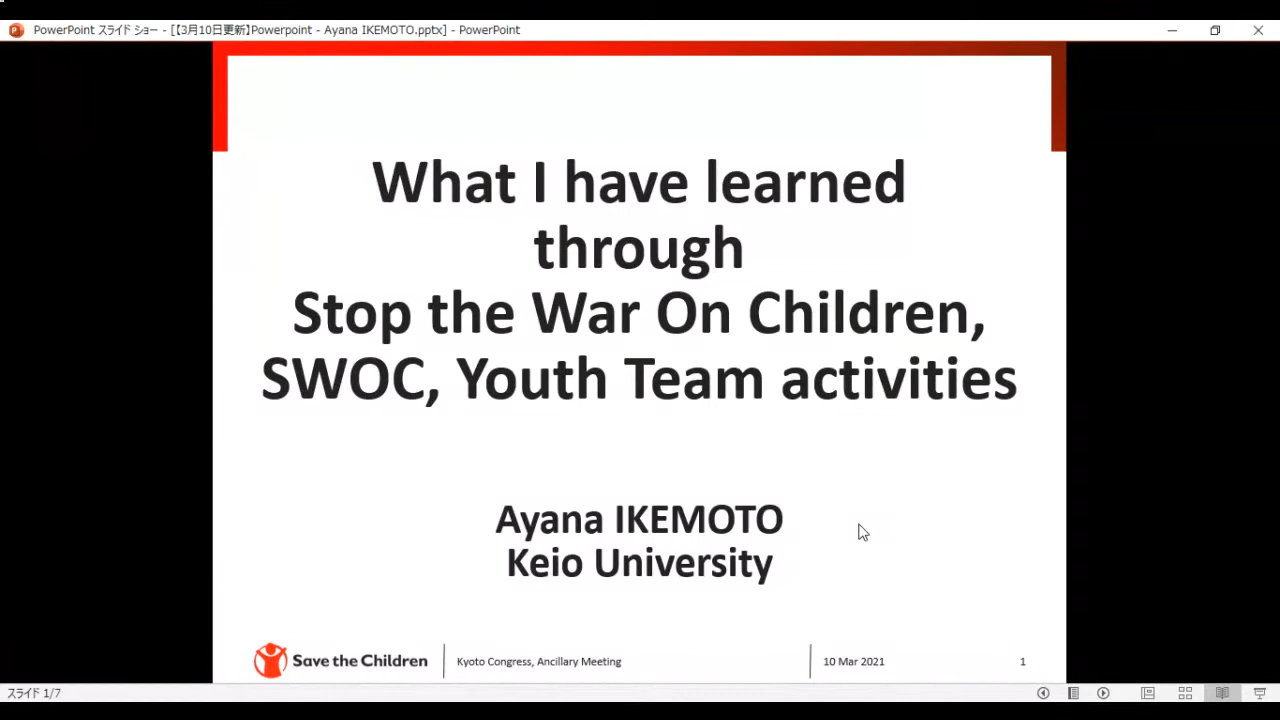 PowerPoint スライド ショー - [【3月10日更新】Powerpoint - Ayana IKEMOTO.pptx] - PowerPoint
What I have learned
through
Stop the War On Children,
SWOC, Youth Team activities
Ayana IKEMOTO
Keio University
Save the Children
Kyoto Congress, Ancillary Meeting
10 Mar 2021
1
スライド 1/7